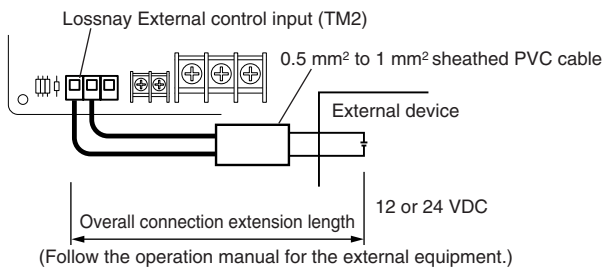 Lossnay External control input (TM2)
0.5 mm² to 1 mm² sheathed PVC cable
External device
12 or 24 VDC
Overall connection extension length
(Follow the operation manual for the external equipment.)